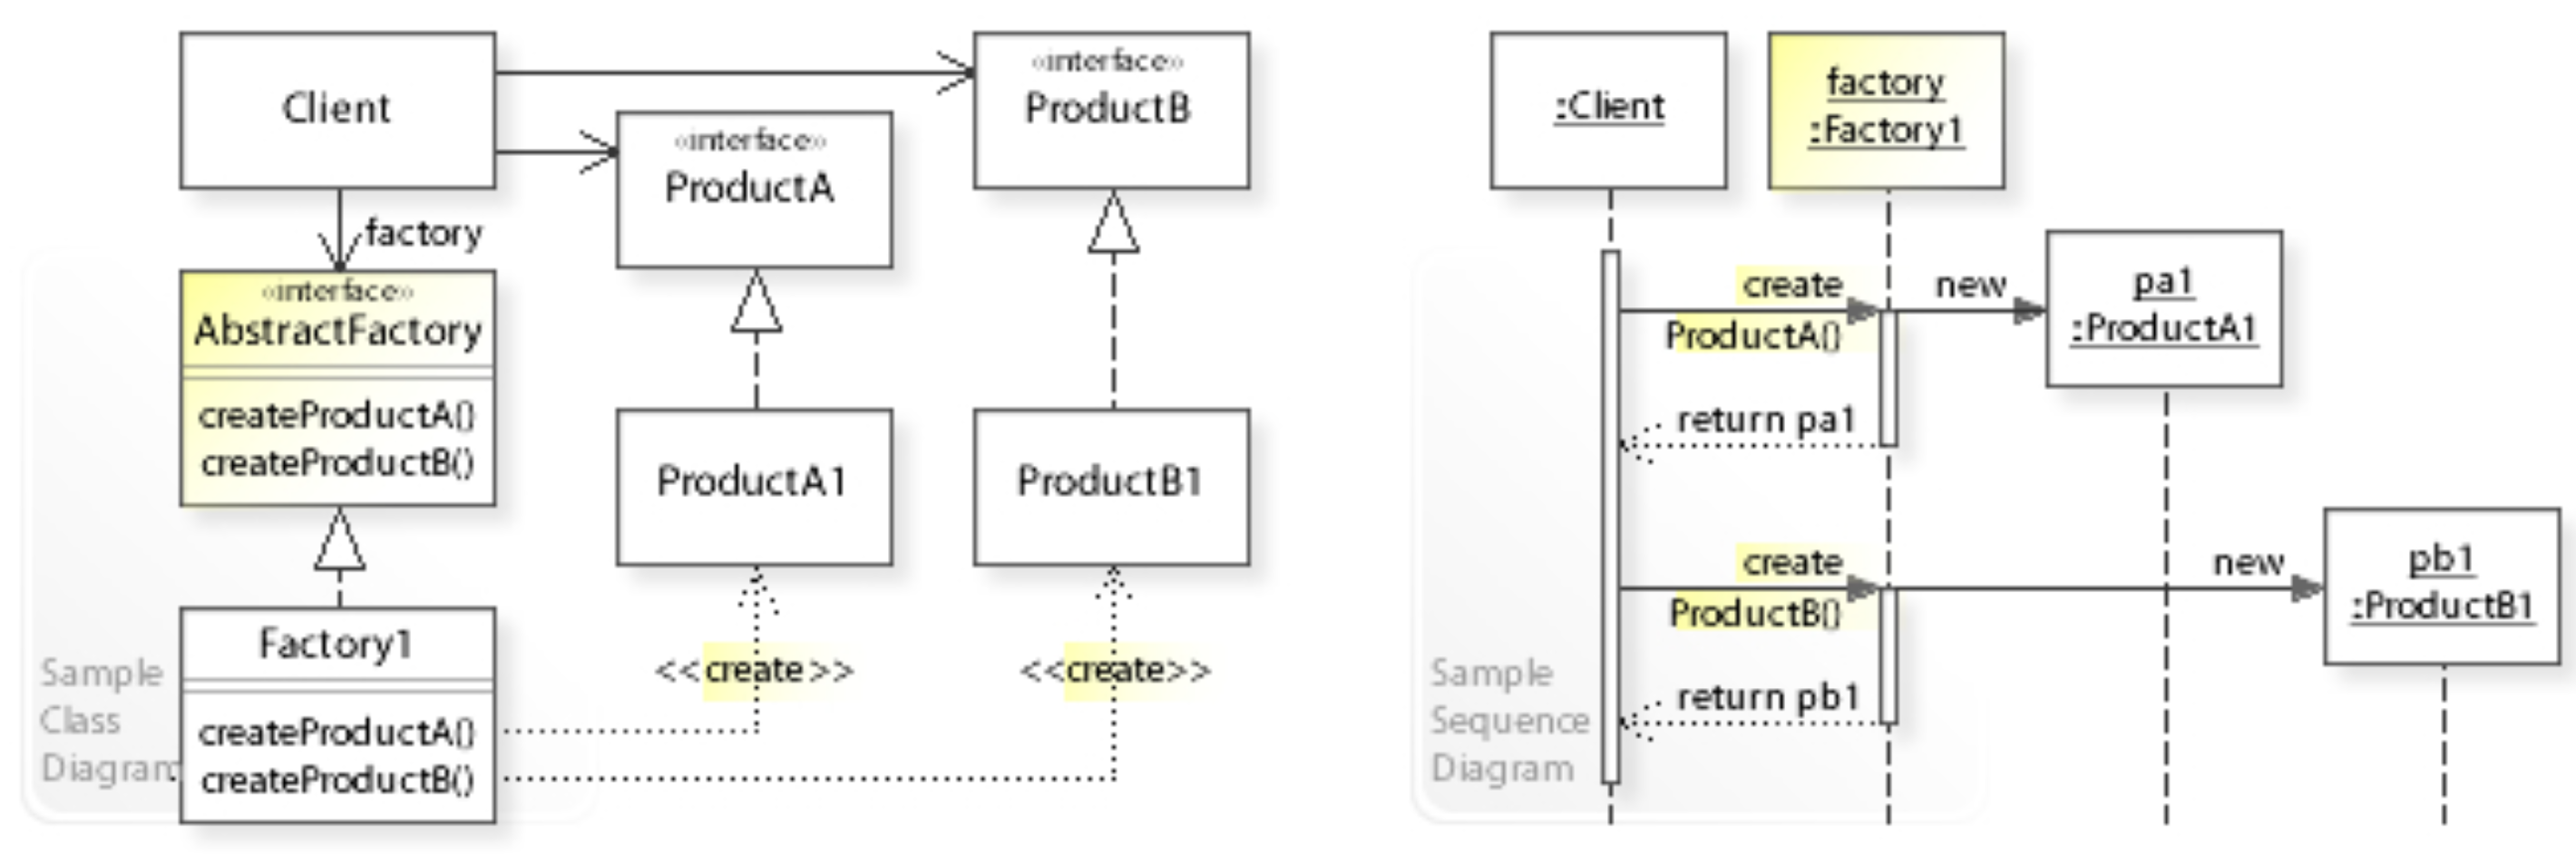 Client
factory
«interface»
AbstractFactory
createProductA()
createProductB()
Factory1
createProductA()
createProductB()
«interface»
ProductA
ProductA1
<<create>>
«interface»
ProductB
ProductB1
<<create>>
Sample
Class
Diagram
:Client
factory
:Factory1
create
ProductA()
new
pa1
:ProductA1
return pa1
create
ProductB()
new
pb1
:ProductB1
return pb1
Sample
Sequence
Diagram